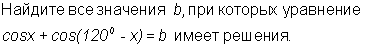 Найдите все значения b, при которых уравнение
cosx + cos(120⁰ - x) = b имеет решения.